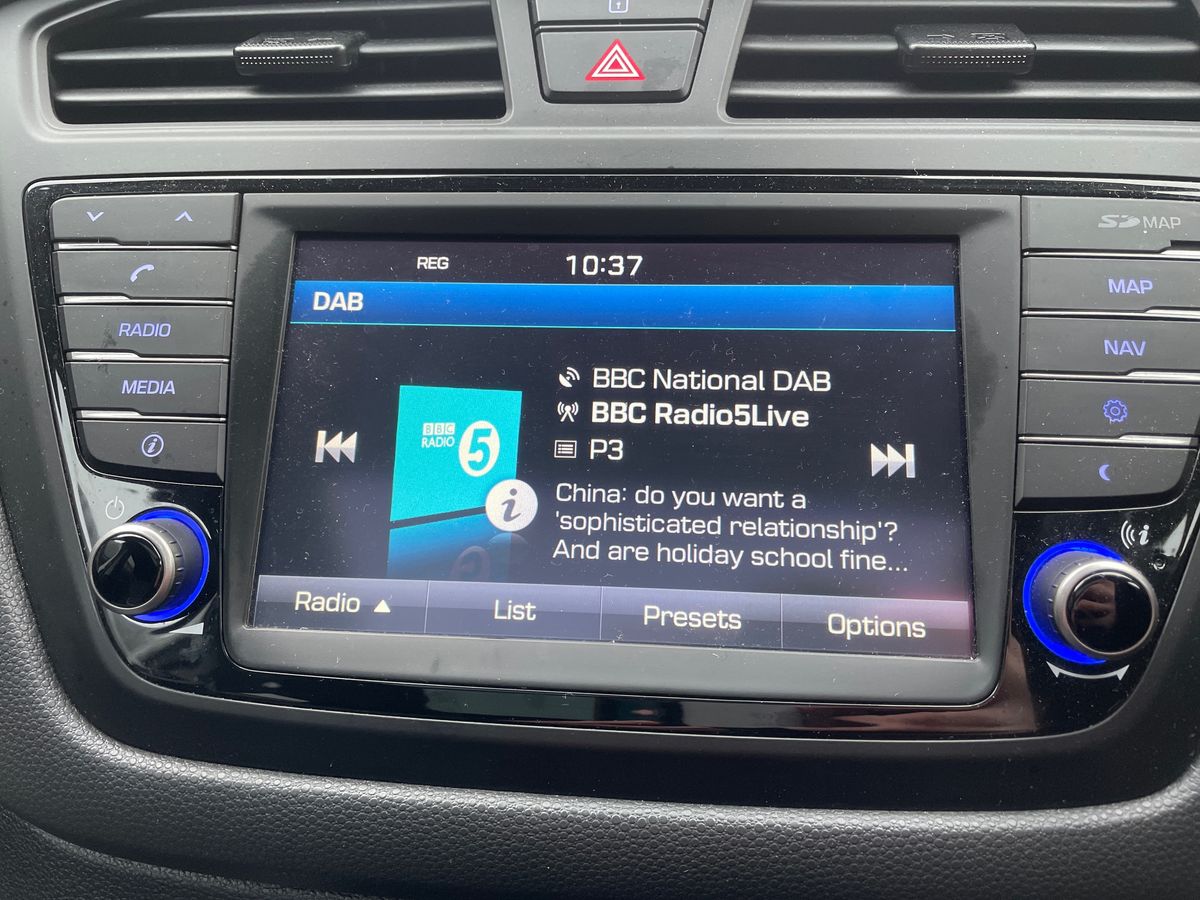 SD MAP
MAP
NAV
RADIO
MEDIA
i
REG 10:37
DAB
BBC National DAB
BBC Radio5Live
P3
BBC
RADIO 5
i
China: do you want a
'sophisticated relationship'?
And are holiday school fine...
Radio List Presets Options
i